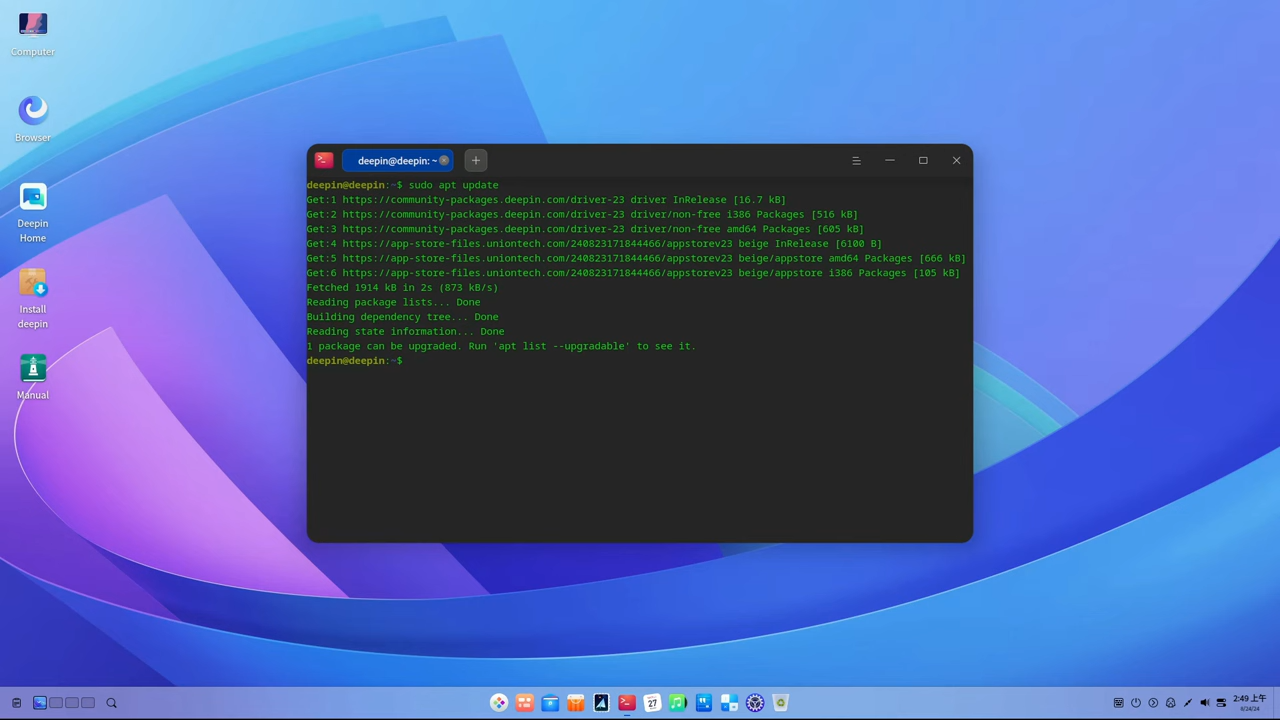 Computer
Browser
Deepin
Home
Install
deepin
Manual
deepin@deepin: ~
deepin@deepin:~$ sudo apt update
Get:1 https://community-packages.deepin.com/driver-23 driver InRelease [16.7 kB]
Get:2 https://community-packages.deepin.com/driver-23 driver/non-free i386 Packages [516 kB]
Get:3 https://community-packages.deepin.com/driver-23 driver/non-free amd64 Packages [605 kB]
Get:4 https://app-store-files.uniontech.com/240823171844466/appstorev23 beige InRelease [6100 B]
Get:5 https://app-store-files.uniontech.com/240823171844466/appstorev23 beige/appstore amd64 Packages [666 kB]
Get:6 https://app-store-files.uniontech.com/240823171844466/appstorev23 beige/appstore i386 Packages [105 kB]
Fetched 1914 kB in 2s (873 kB/s)
Reading package lists... Done
Building dependency tree... Done
Reading state information... Done
1 package can be upgraded. Run 'apt list --upgradable' to see it.
deepin@deepin:~$
27
2:49 上午